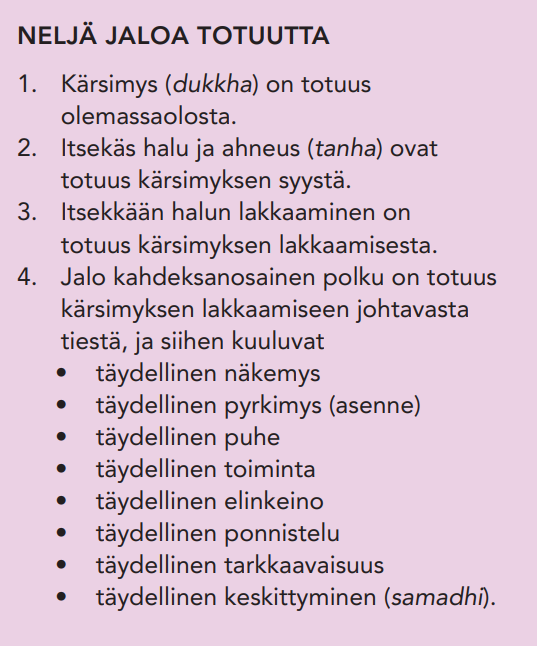 NELJÄ JALOA TOTUUTTA
1. Kärsimys (dukkha) on totuus
olemassaolosta.
2. Itsekäs halu ja ahneus (tanha) ovat
totuus kärsimyksen syystä.
3. Itsekkään halun lakkaaminen on
totuus kärsimyksen lakkaamisesta.
4. Jalo kahdeksanosainen polku on totuus
kärsimyksen lakkaamiseen johtavasta
tiestä, ja siihen kuuluvat
• täydellinen näkemys
• täydellinen pyrkimys (asenne)
• täydellinen puhe
• täydellinen toiminta
• täydellinen elinkeino
• täydellinen ponnistelu
• täydellinen tarkkaavaisuus
• täydellinen keskittyminen (samadhi).